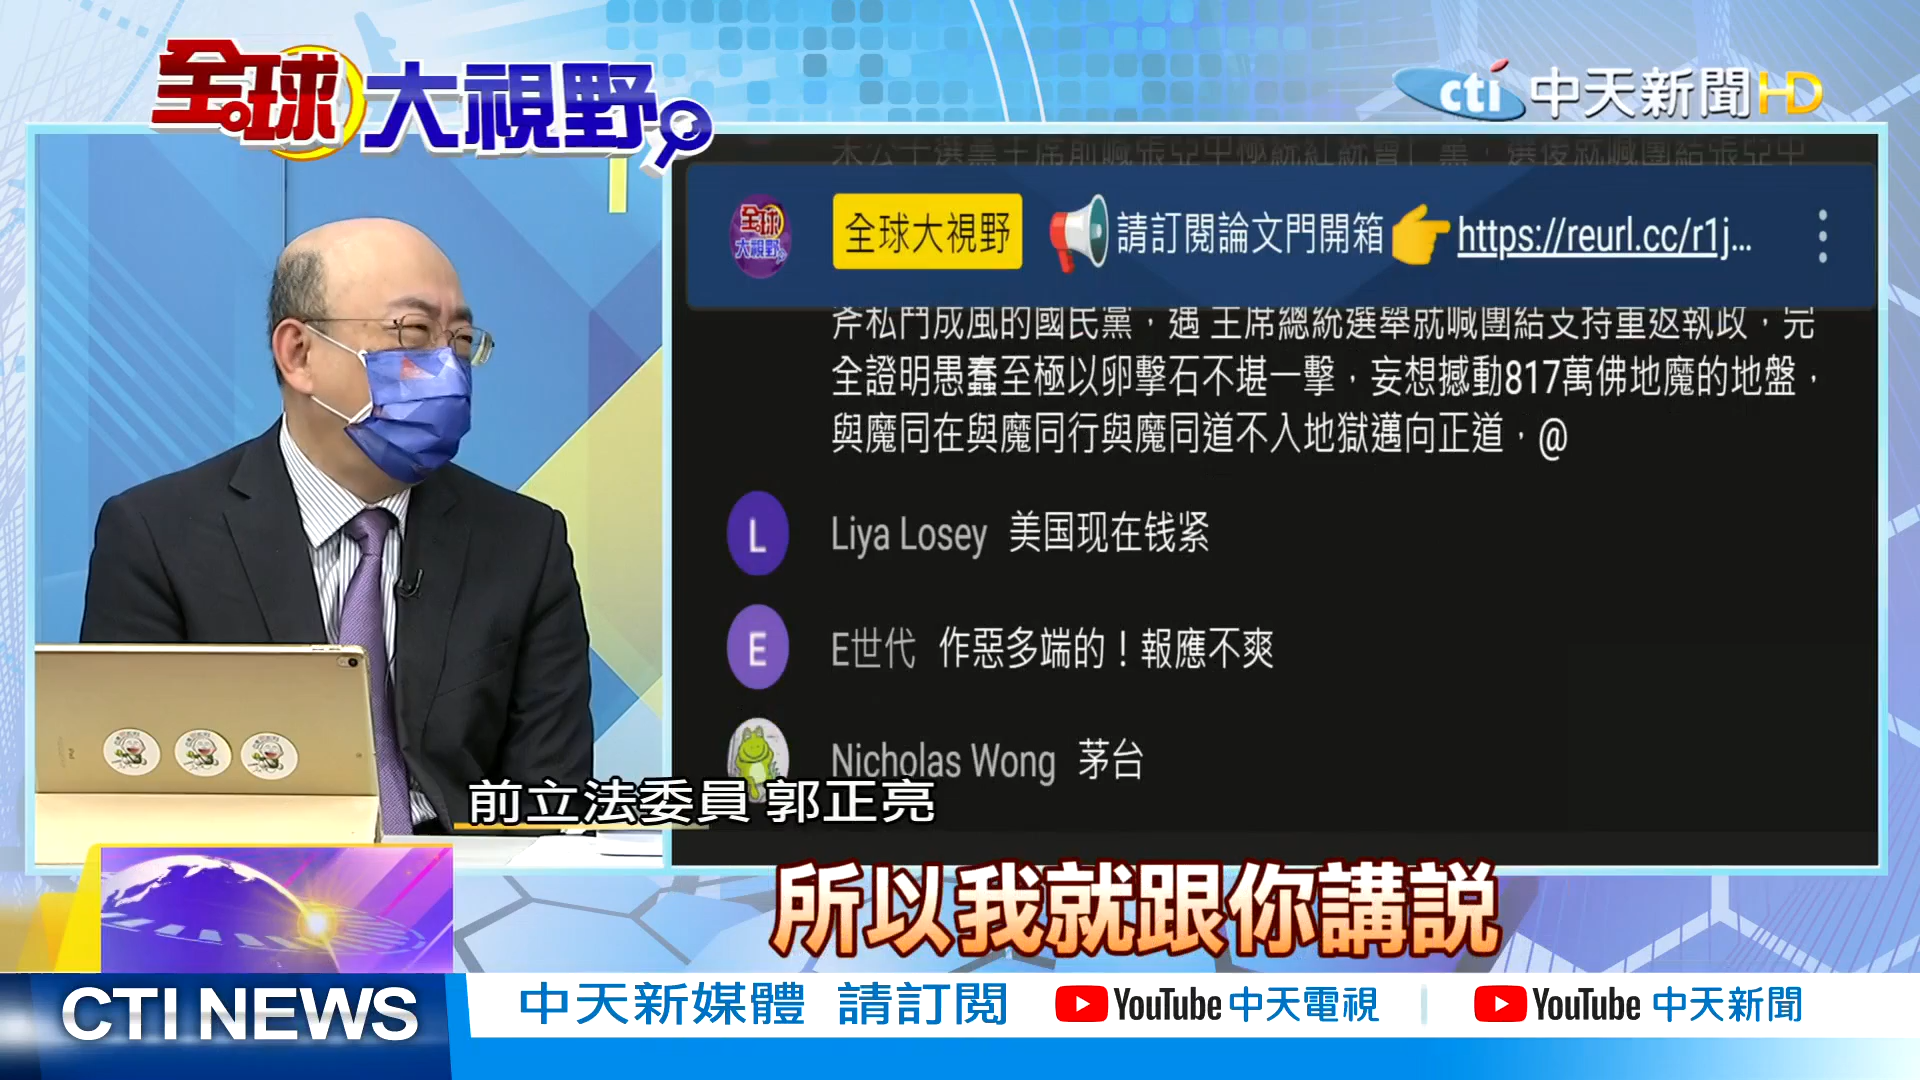 全球大視野
cti 中天新聞HD
全球大視野 請訂閱論文門開箱 https://reurl.cc/r1j...
斧私鬥成風的國民黨，遇 主席總統選舉就喊團結支持重返執政，完
全證明愚蠢至極以卵擊石不堪一擊，妄想撼動817萬佛地魔的地盤，
與魔同在與魔同行與魔同道不入地獄邁向正道，@
L Liya Losey 美国现在钱紧
E E世代 作惡多端的！報應不爽
Nicholas Wong 茅台
前立法委員 郭正亮
所以我就跟你講説
CTI NEWS
中天新媒體 請訂閱 YouTube 中天電視 | YouTube 中天新聞